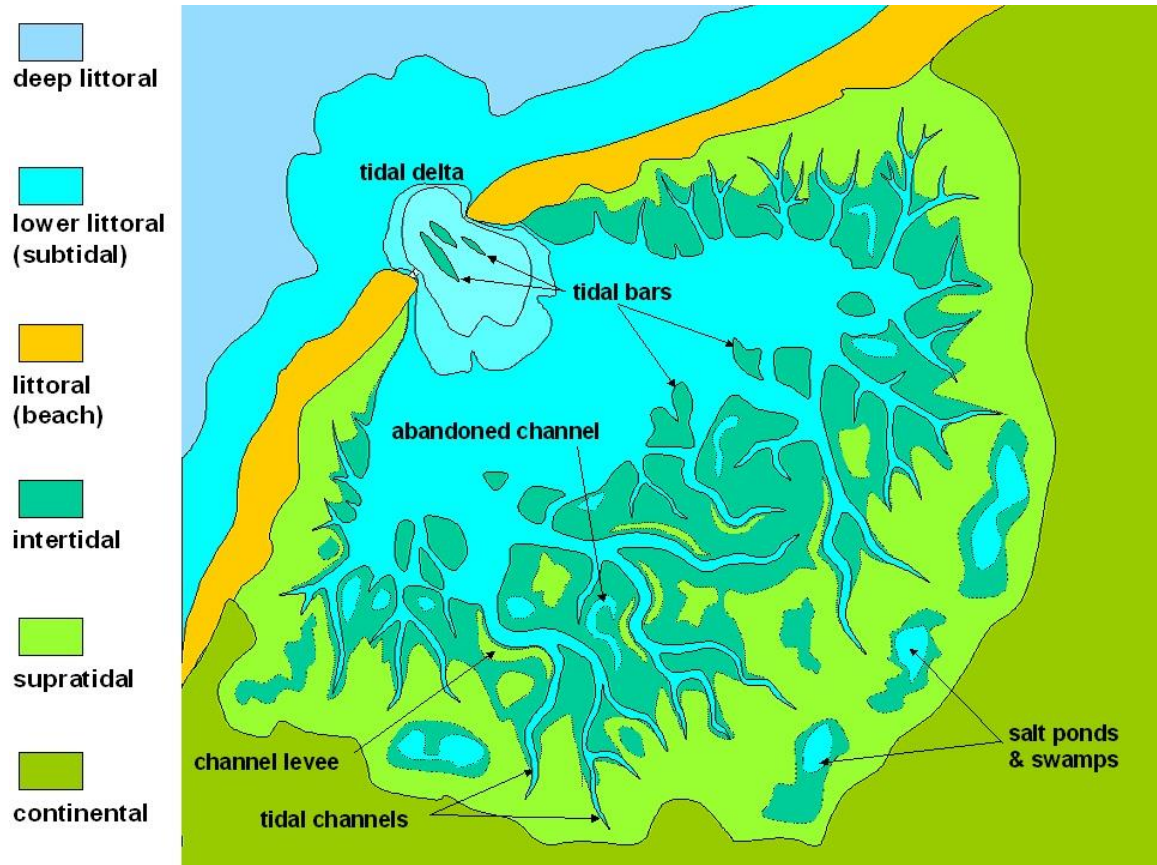 deep littoral
lower littoral
(subtidal)
littoral
(beach)
intertidal
supratidal
continental
tidal delta
tidal bars
abandoned channel
channel levee
tidal channels
salt ponds
& swamps